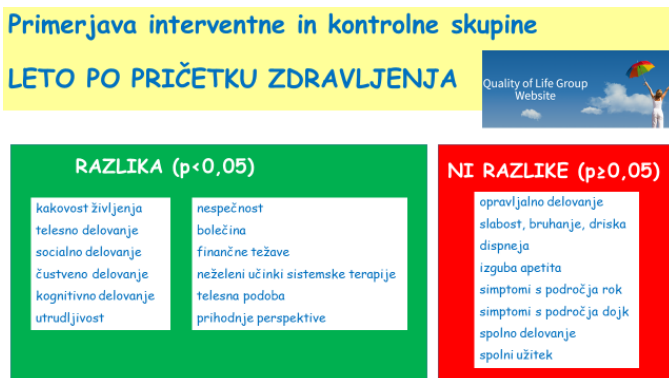 Primerjava interventne in kontrolne skupine
LETO PO PRIČETKU ZDRAVLJENJA
Quality of Life Group
Website
RAZLIKA (p<0,05)
kakovost življenja
telesno delovanje
socialno delovanje
čustveno delovanje
kognitivno delovanje
utrudljivost
nespečnost
bolečina
finančne težave
neželeni učinki sistemske terapije
telesna podoba
prihodnje perspektive
NI RAZLIKE (p≥0,05)
opravljalno delovanje
slabost, bruhanje, driska
dispneja
izguba apetita
simptomi s področja rok
simptomi s področja dojk
spolno delovanje
spolni užitek